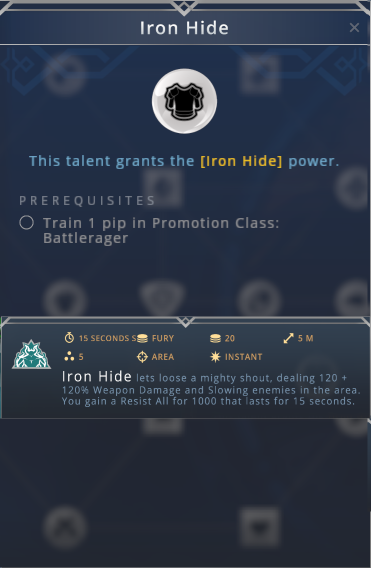 Iron Hide
This talent grants the [Iron Hide] power.
PREREQUISITES
Train 1 pip in Promotion Class:
Battlerager
15 SECONDS S FURY 20 5 M
5 AREA INSTANT
Iron Hide lets loose a mighty shout, dealing 120 +
120% Weapon Damage and Slowing enemies in the area.
You gain a Resist All for 1000 that lasts for 15 seconds.